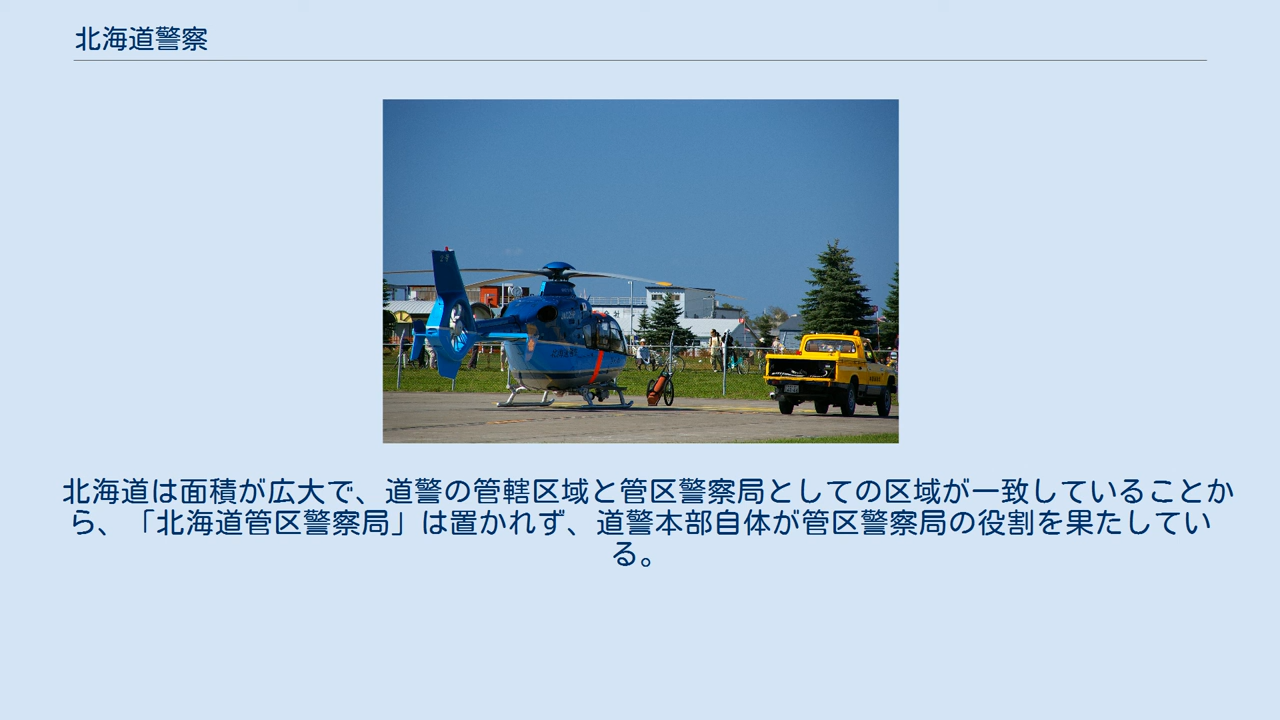 北海道警察
北海道は面積が広大で、道警の管轄区域と管区警察局としての区域が一致していることか
ら、「北海道管区警察局」は置かれず、道警本部自体が管区警察局の役割を果たしてい
る。